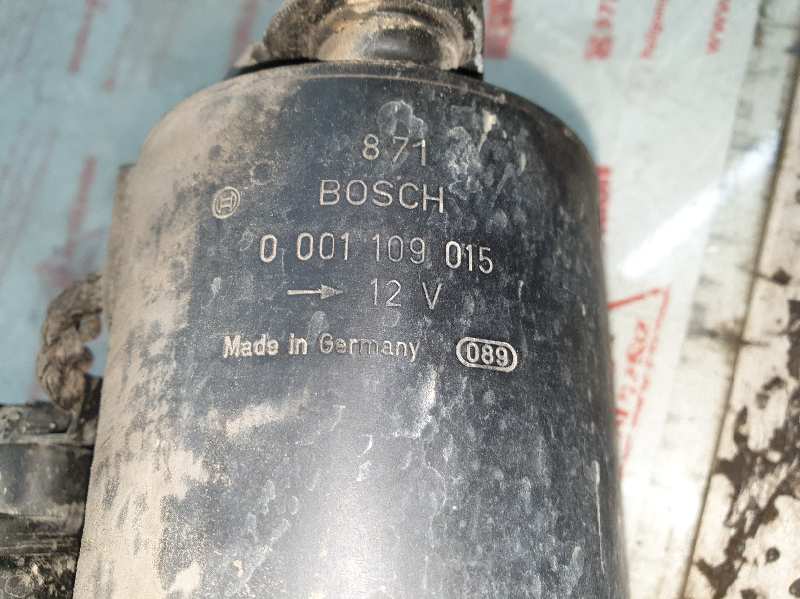 871
BOSCH
0 001 109 015
→ 12 V
Made in Germany 089